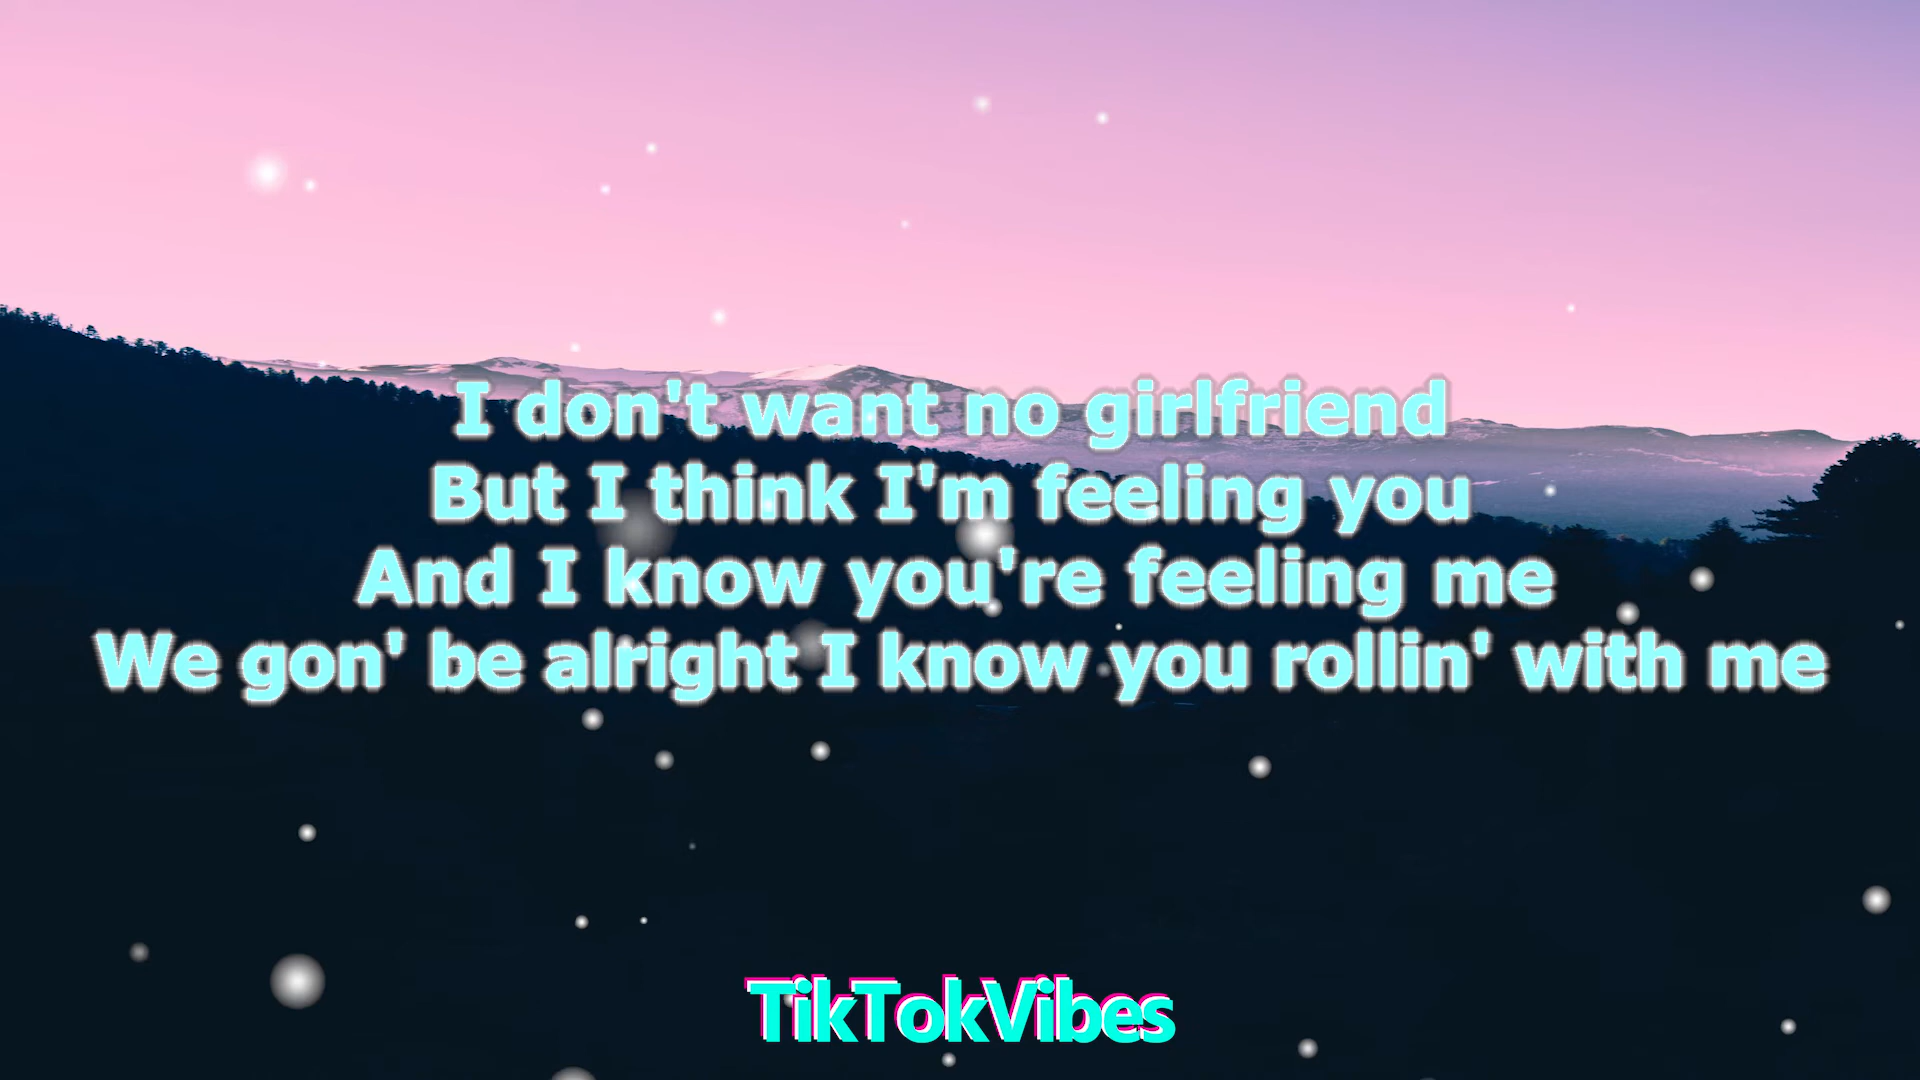 I don't want no girlfriend
But I think I'm feeling you
And I know you're feeling me
We gon' be alright I know you rollin' with me
TikTokVibes